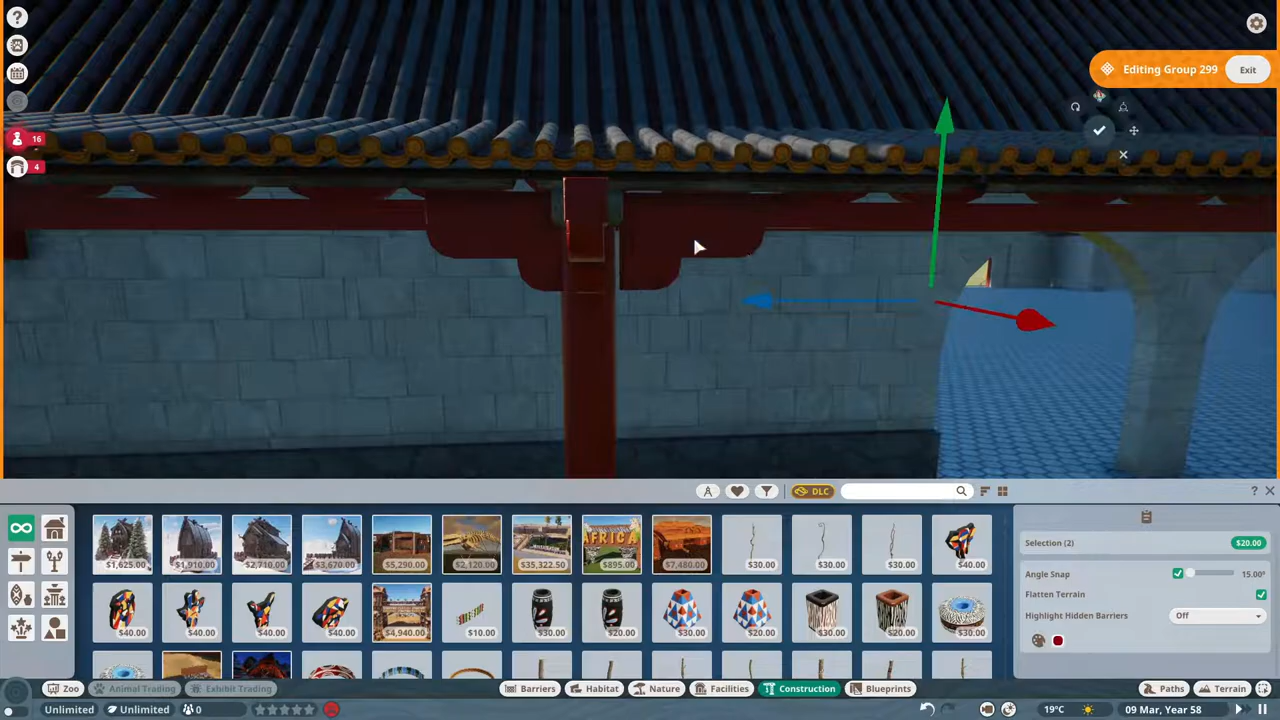 Editing Group 299
Exit
16
4
DLC
$1,625.00
$1,910.00
$2,710.00
$3,670.00
$5,290.00
$2,120.00
$35,322.50
AFRICA
$895.00
$7,480.00
$30.00
$30.00
$30.00
$40.00
$40.00
$40.00
$40.00
$40.00
$4,940.00
$10.00
$30.00
$20.00
$30.00
$20.00
$30.00
$20.00
$30.00
Selection (2)
$20.00
Angle Snap
15.00°
Flatten Terrain
Highlight Hidden Barriers
Off
Zoo
Animal Trading
Exhibit Trading
Barriers
Habitat
Nature
Facilities
Construction
Blueprints
Paths
Terrain
Unlimited
Unlimited
0
19°C
09 Mar, Year 58